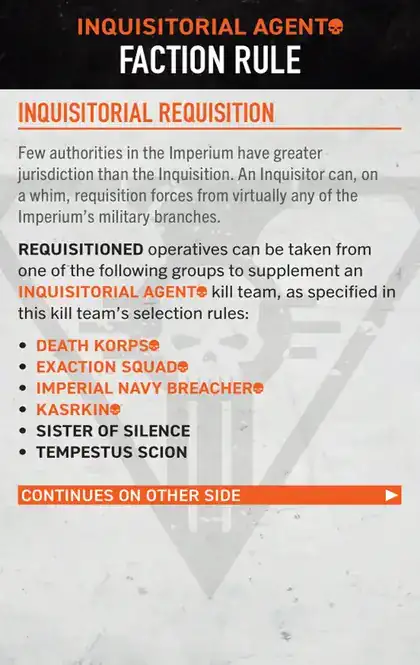 INQUISITORIAL AGENT
FACTION RULE
INQUISITORIAL REQUISITION
Few authorities in the Imperium have greater
jurisdiction than the Inquisition. An Inquisitor can, on
a whim, requisition forces from virtually any of the
Imperium’s military branches.
REQUISITIONED operatives can be taken from
one of the following groups to supplement an
INQUISITORIAL AGENT kill team, as specified in
this kill team’s selection rules:
• DEATH KORPS
• EXACTION SQUAD
• IMPERIAL NAVY BREACHER
• KASRKIN
• SISTER OF SILENCE
• TEMPESTUS SCION
CONTINUES ON OTHER SIDE